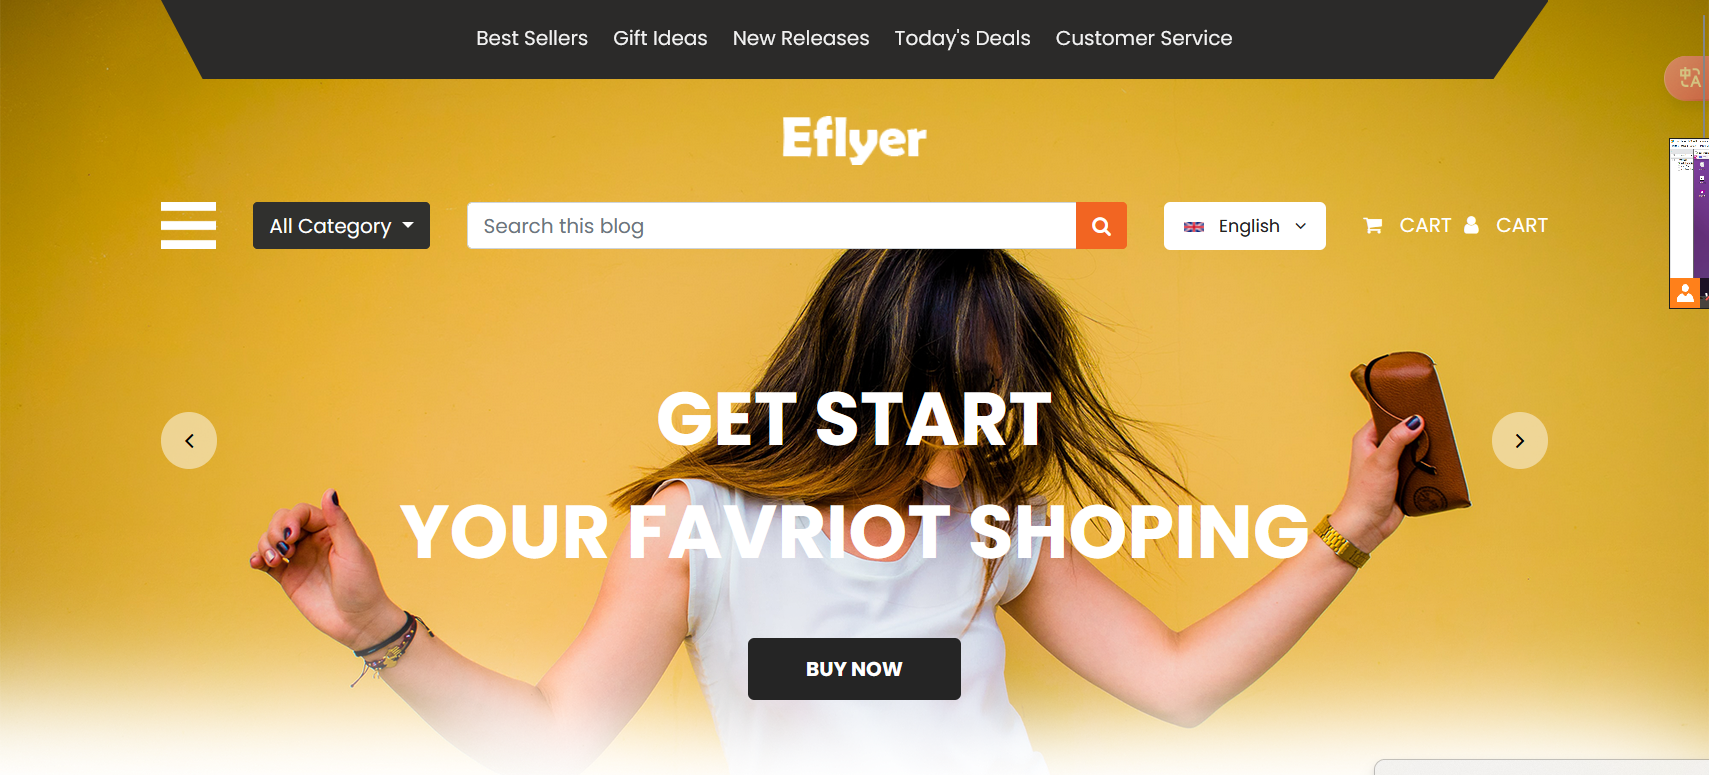 Best Sellers Gift Ideas New Releases Today's Deals Customer Service
Eflyer
All Category Search this blog English CART CART
GET START
YOUR FAVRIOT SHOPING
BUY NOW